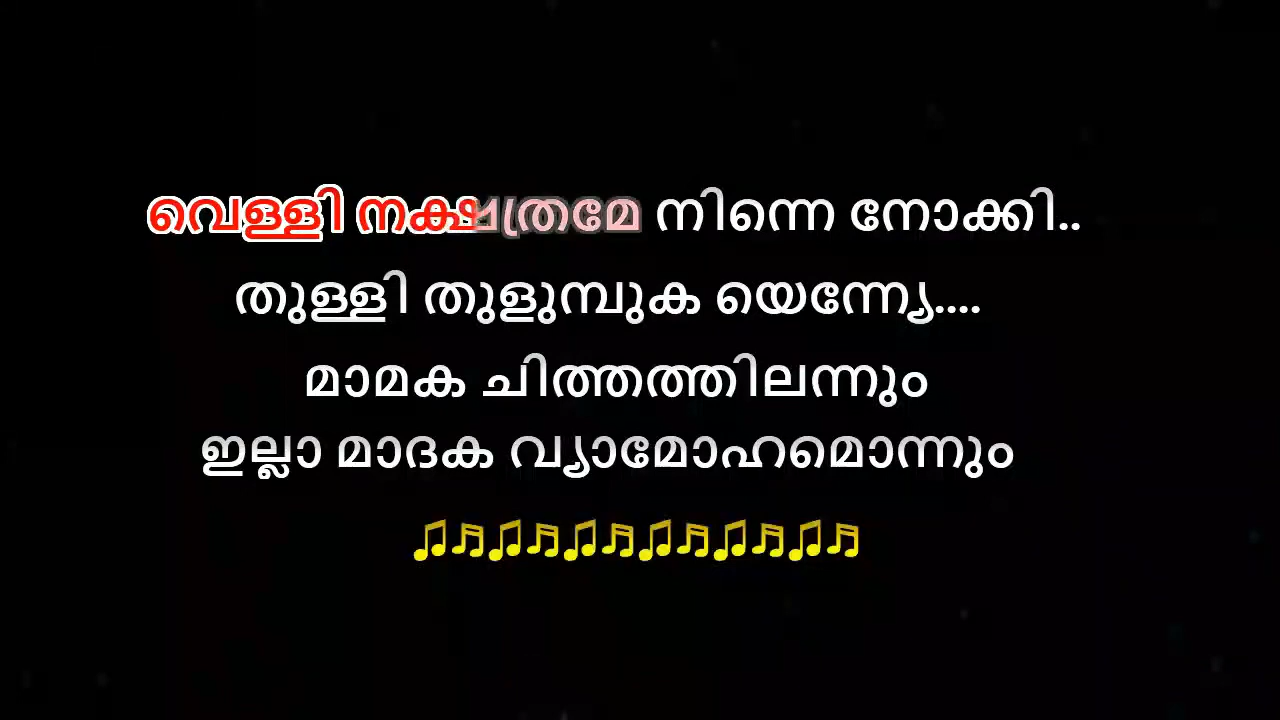 വെള്ളി നക്ഷത്രമേ നിന്നെ നോക്കി..
തുള്ളി തുളുമ്പുക യെന്ന്യേ....
മാമക ചിത്തത്തിലന്നും
ഇല്ലാ മാദക വ്യാമോഹമൊന്നും
♫♬♫♬♫♬♫♬♫♬♫♬